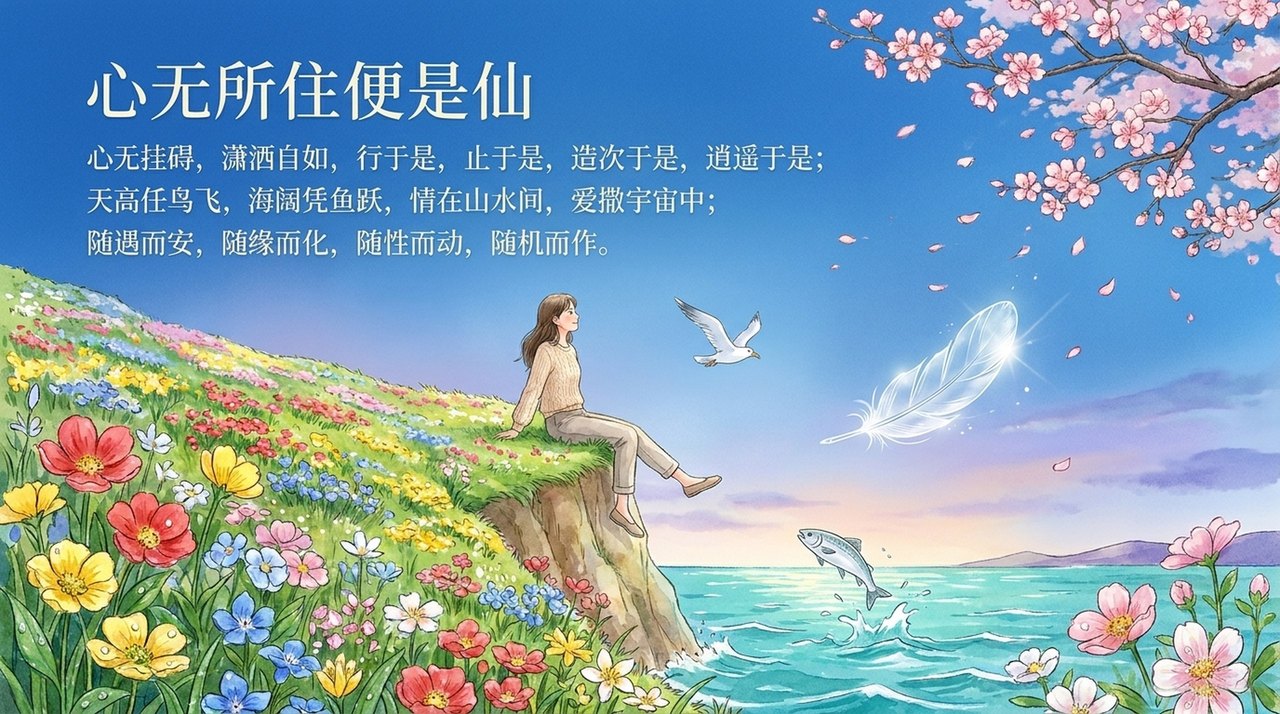 心无所住便是仙
心无挂碍，潇洒自如，行于是，止于是，造次于是，逍遥于是；
天高任鸟飞，海阔凭鱼跃，情在山水间，爱撒宇宙中；
随遇而安，随缘而化，随性而动，随机而作。